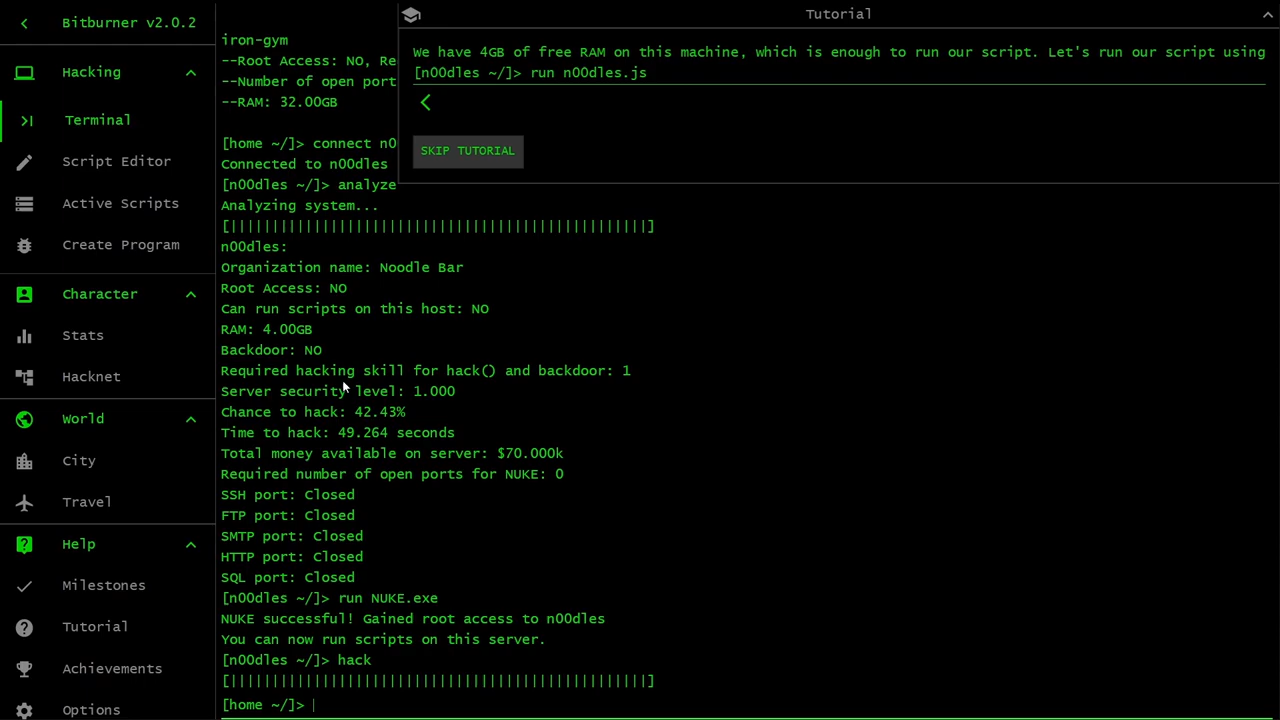 Bitburner v2.0.2
Hacking
Terminal
Script Editor
Active Scripts
Create Program
Character
Stats
Hacknet
World
City
Travel
Help
Milestones
Tutorial
Achievements
Options
Tutorial
We have 4GB of free RAM on this machine, which is enough to run our script. Let's run our script using
[n00dles ~/]> run n00dles.js
SKIP TUTORIAL
iron-gym
--Root Access: NO, Re
--Number of open port
--RAM: 32.00GB
[home ~/]> connect n0
Connected to n00dles
[n00dles ~/]> analyze
Analyzing system...
[||||||||||||||||||||||||||||||||||||||||||||||||||]
n00dles:
Organization name: Noodle Bar
Root Access: NO
Can run scripts on this host: NO
RAM: 4.00GB
Backdoor: NO
Required hacking skill for hack() and backdoor: 1
Server security level: 1.000
Chance to hack: 42.43%
Time to hack: 49.264 seconds
Total money available on server: $70.000k
Required number of open ports for NUKE: 0
SSH port: Closed
FTP port: Closed
SMTP port: Closed
HTTP port: Closed
SQL port: Closed
[n00dles ~/]> run NUKE.exe
NUKE successful! Gained root access to n00dles
You can now run scripts on this server.
[n00dles ~/]> hack
[||||||||||||||||||||||||||||||||||||||||||||||||||]
[home ~/]>